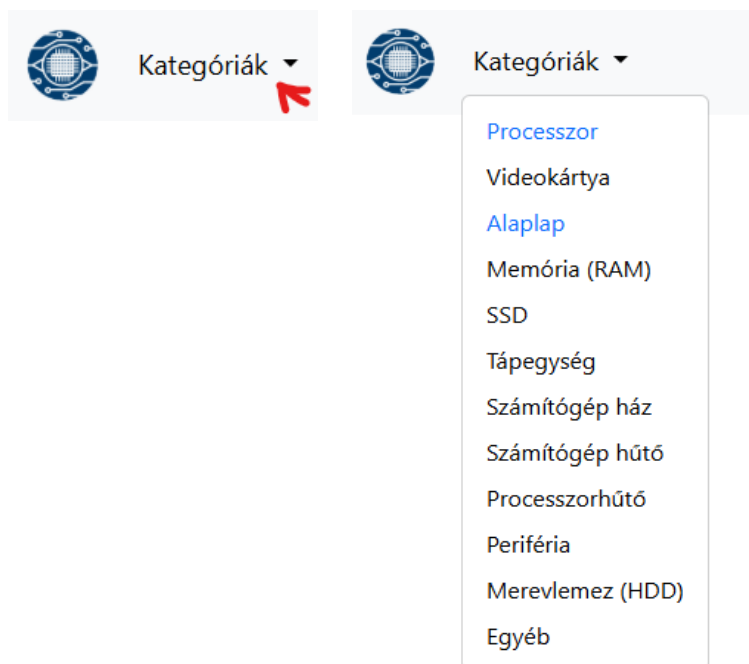 Kategóriák
Kategóriák
Processzor
Videokártya
Alaplap
Memória (RAM)
SSD
Tápegység
Számítógép ház
Számítógép hűtő
Processzorhűtő
Periféria
Merevlemez (HDD)
Egyéb